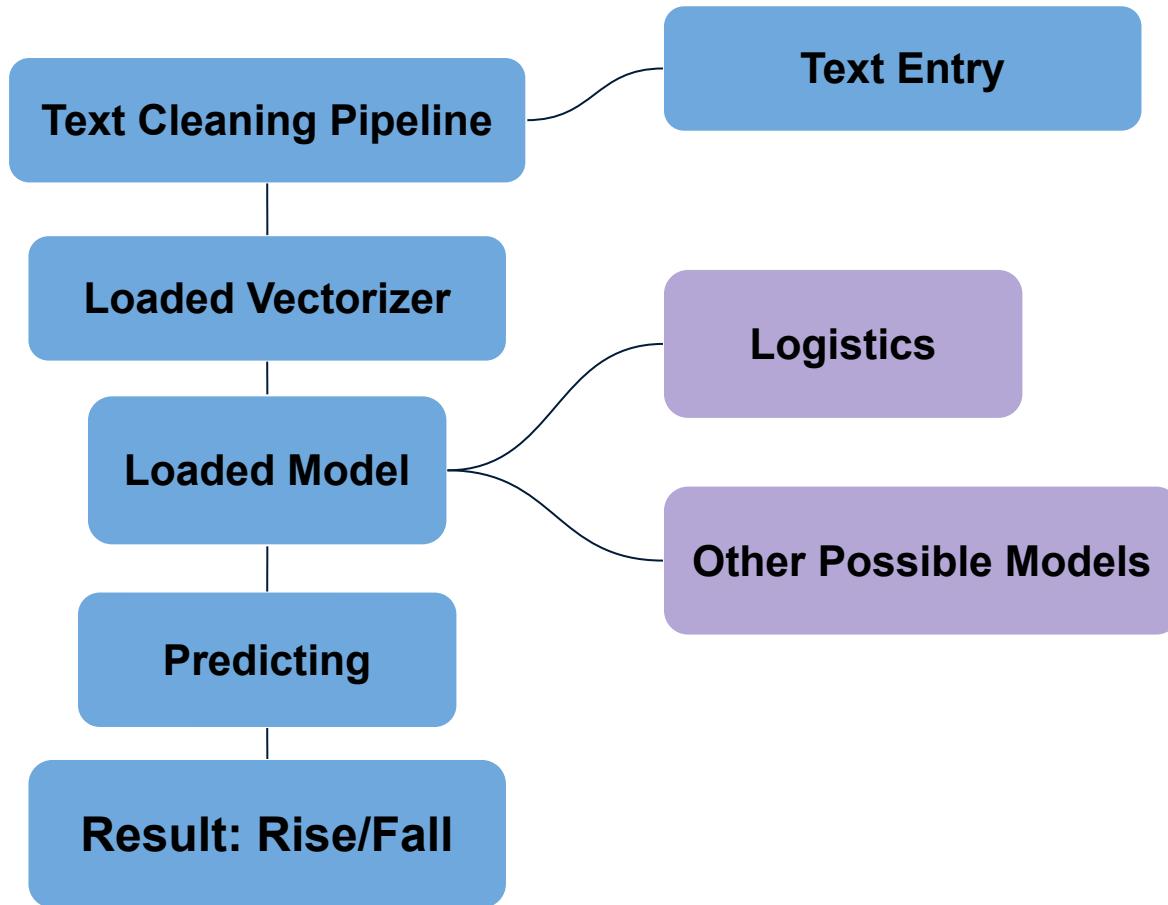 Text Entry
Text Cleaning Pipeline
Loaded Vectorizer
Logistics
Loaded Model
Other Possible Models
Predicting
Result: Rise/Fall